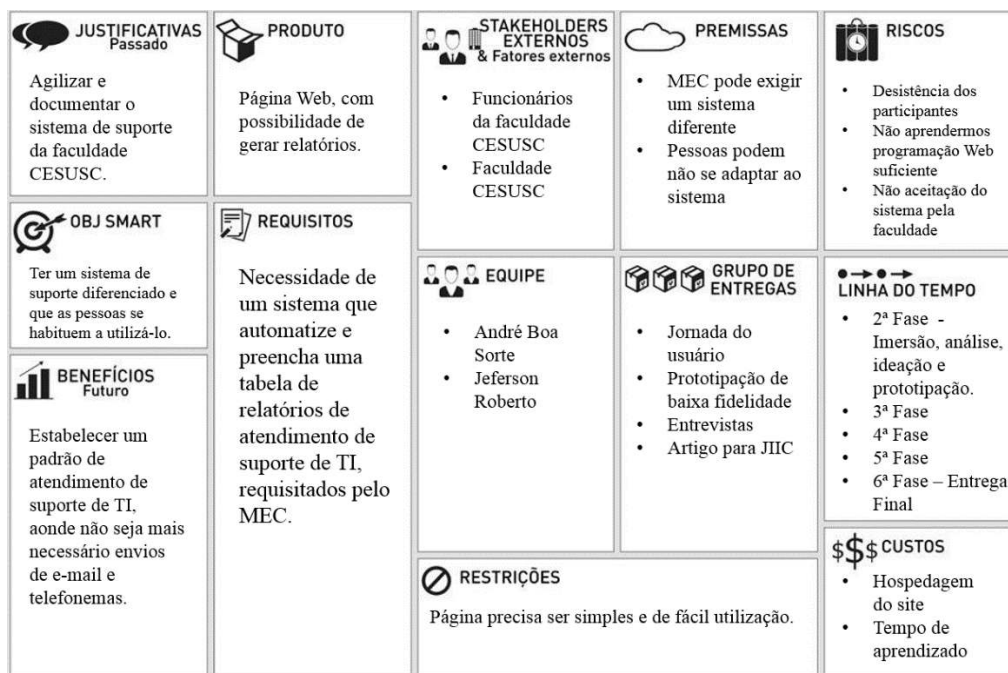 JUSTIFICATIVAS
Passado
Agilizar e
documentar o
sistema de suporte
da faculdade
CESUSC.
OBJ SMART
Ter um sistema de
suporte diferenciado e
que as pessoas se
habituem a utilizá-lo.
BENEFÍCIOS
Futuro
Estabelecer um
padrão de
atendimento de
suporte de TI,
aonde não seja mais
necessário envios
de e-mail e
telefonemas.
PRODUTO
Página Web, com
possibilidade de
gerar relatórios.
REQUISITOS
Necessidade de
um sistema que
automatize e
preencha uma
tabela de
relatórios de
atendimento de
suporte de TI,
requisitados pelo
MEC.
STAKEHOLDERS
EXTERNOS
& Fatores externos
• Funcionários
da faculdade
CESUSC
• Faculdade
CESUSC
EQUIPE
• André Boa
Sorte
• Jeferson
Roberto
PREMISSAS
• MEC pode exigir
um sistema
diferente
• Pessoas podem
não se adaptar ao
sistema
GRUPO DE
ENTREGAS
• Jornada do
usuário
• Prototipação de
baixa fidelidade
• Entrevistas
• Artigo para JIIC
RESTRIÇÕES
Página precisa ser simples e de fácil utilização.
RISCOS
• Desistência dos
participantes
• Não aprendermos
programação Web
suficiente
• Não aceitação do
sistema pela
faculdade
LINHA DO TEMPO
• 2ª Fase -
Imersão, análise,
ideação e
prototipação.
• 3ª Fase
• 4ª Fase
• 5ª Fase
• 6ª Fase – Entrega
Final
$$$ CUSTOS
• Hospedagem
do site
• Tempo de
aprendizado